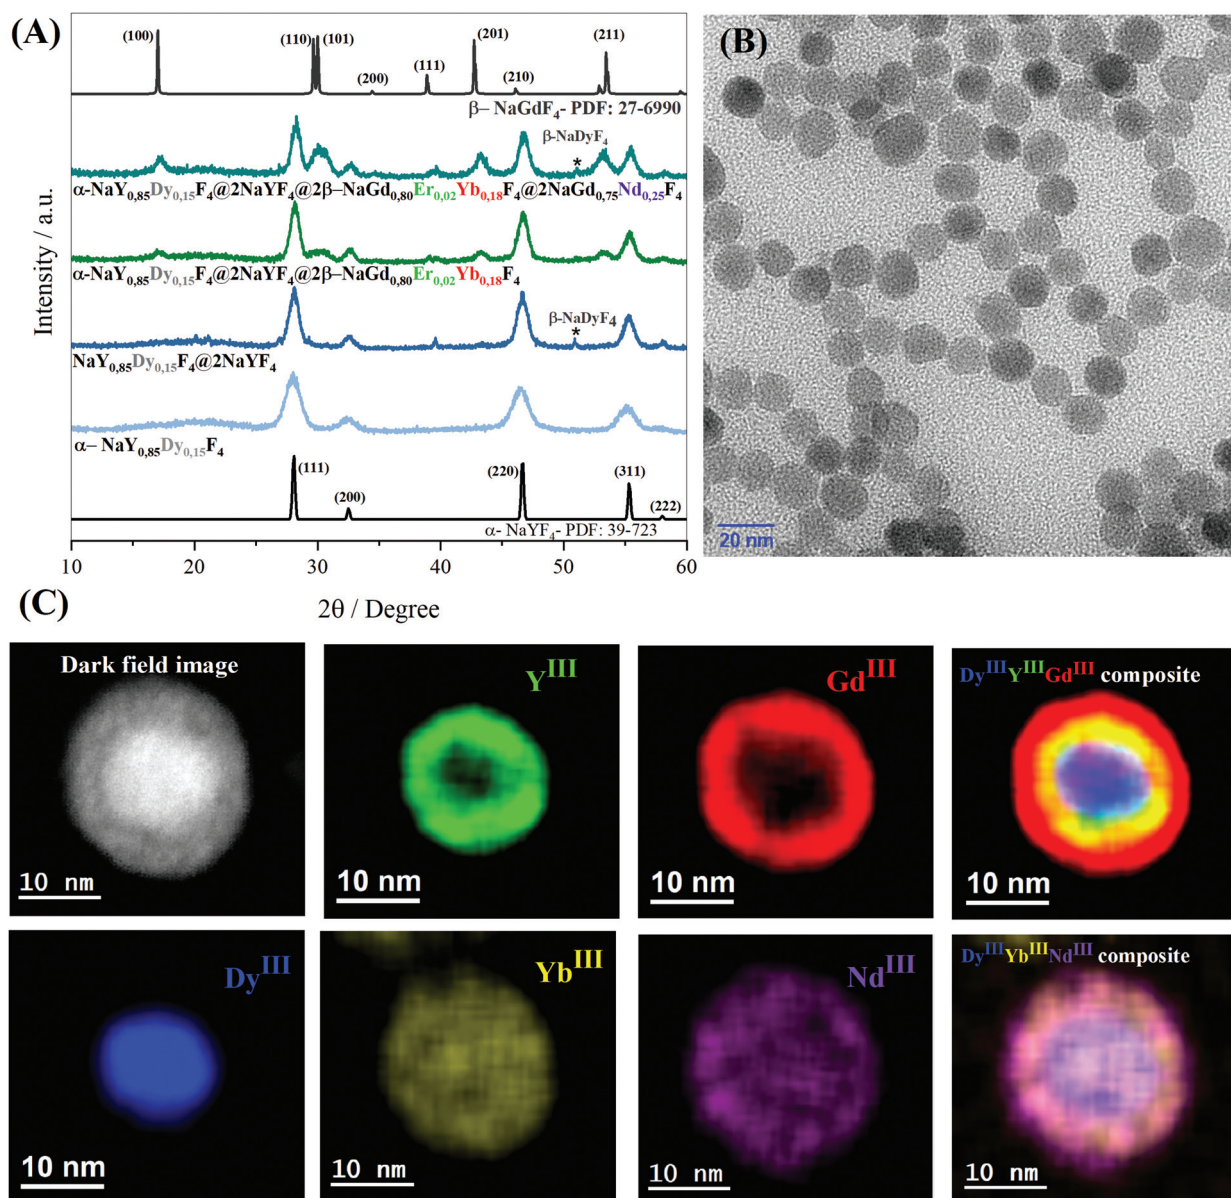 (A)
(100)
(110)
(101)
(200)
(111)
(201)
(210)
(211)
β– NaGdF₄- PDF: 27-6990
β-NaDyF₄
*
α-NaY₀,₈₅Dy₀,₁₅F₄@2NaYF₄@2β–NaGd₀,₈₀Er₀,₀₂Yb₀,₁₈F₄@2NaGd₀,₇₅Nd₀,₂₅F₄
α-NaY₀,₈₅Dy₀,₁₅F₄@2NaYF₄@2β–NaGd₀,₈₀Er₀,₀₂Yb₀,₁₈F₄
β-NaDyF₄
*
NaY₀,₈₅Dy₀,₁₅F₄@2NaYF₄
α– NaY₀,₈₅Dy₀,₁₅F₄
(111)
(200)
(220)
(311)
(222)
α- NaYF₄- PDF: 39-723
10 20 30 40 50 60
2θ / Degree
Intensity / a.u.
(B)
20 nm
(C)
Dark field image
10 nm
Yᴵᴵᴵ
10 nm
Gdᴵᴵᴵ
10 nm
DyᴵᴵᴵYᴵᴵᴵGdᴵᴵᴵ composite
10 nm
Dyᴵᴵᴵ
10 nm
Ybᴵᴵᴵ
10 nm
Ndᴵᴵᴵ
10 nm
DyᴵᴵᴵYbᴵᴵᴵNdᴵᴵᴵ composite
10 nm